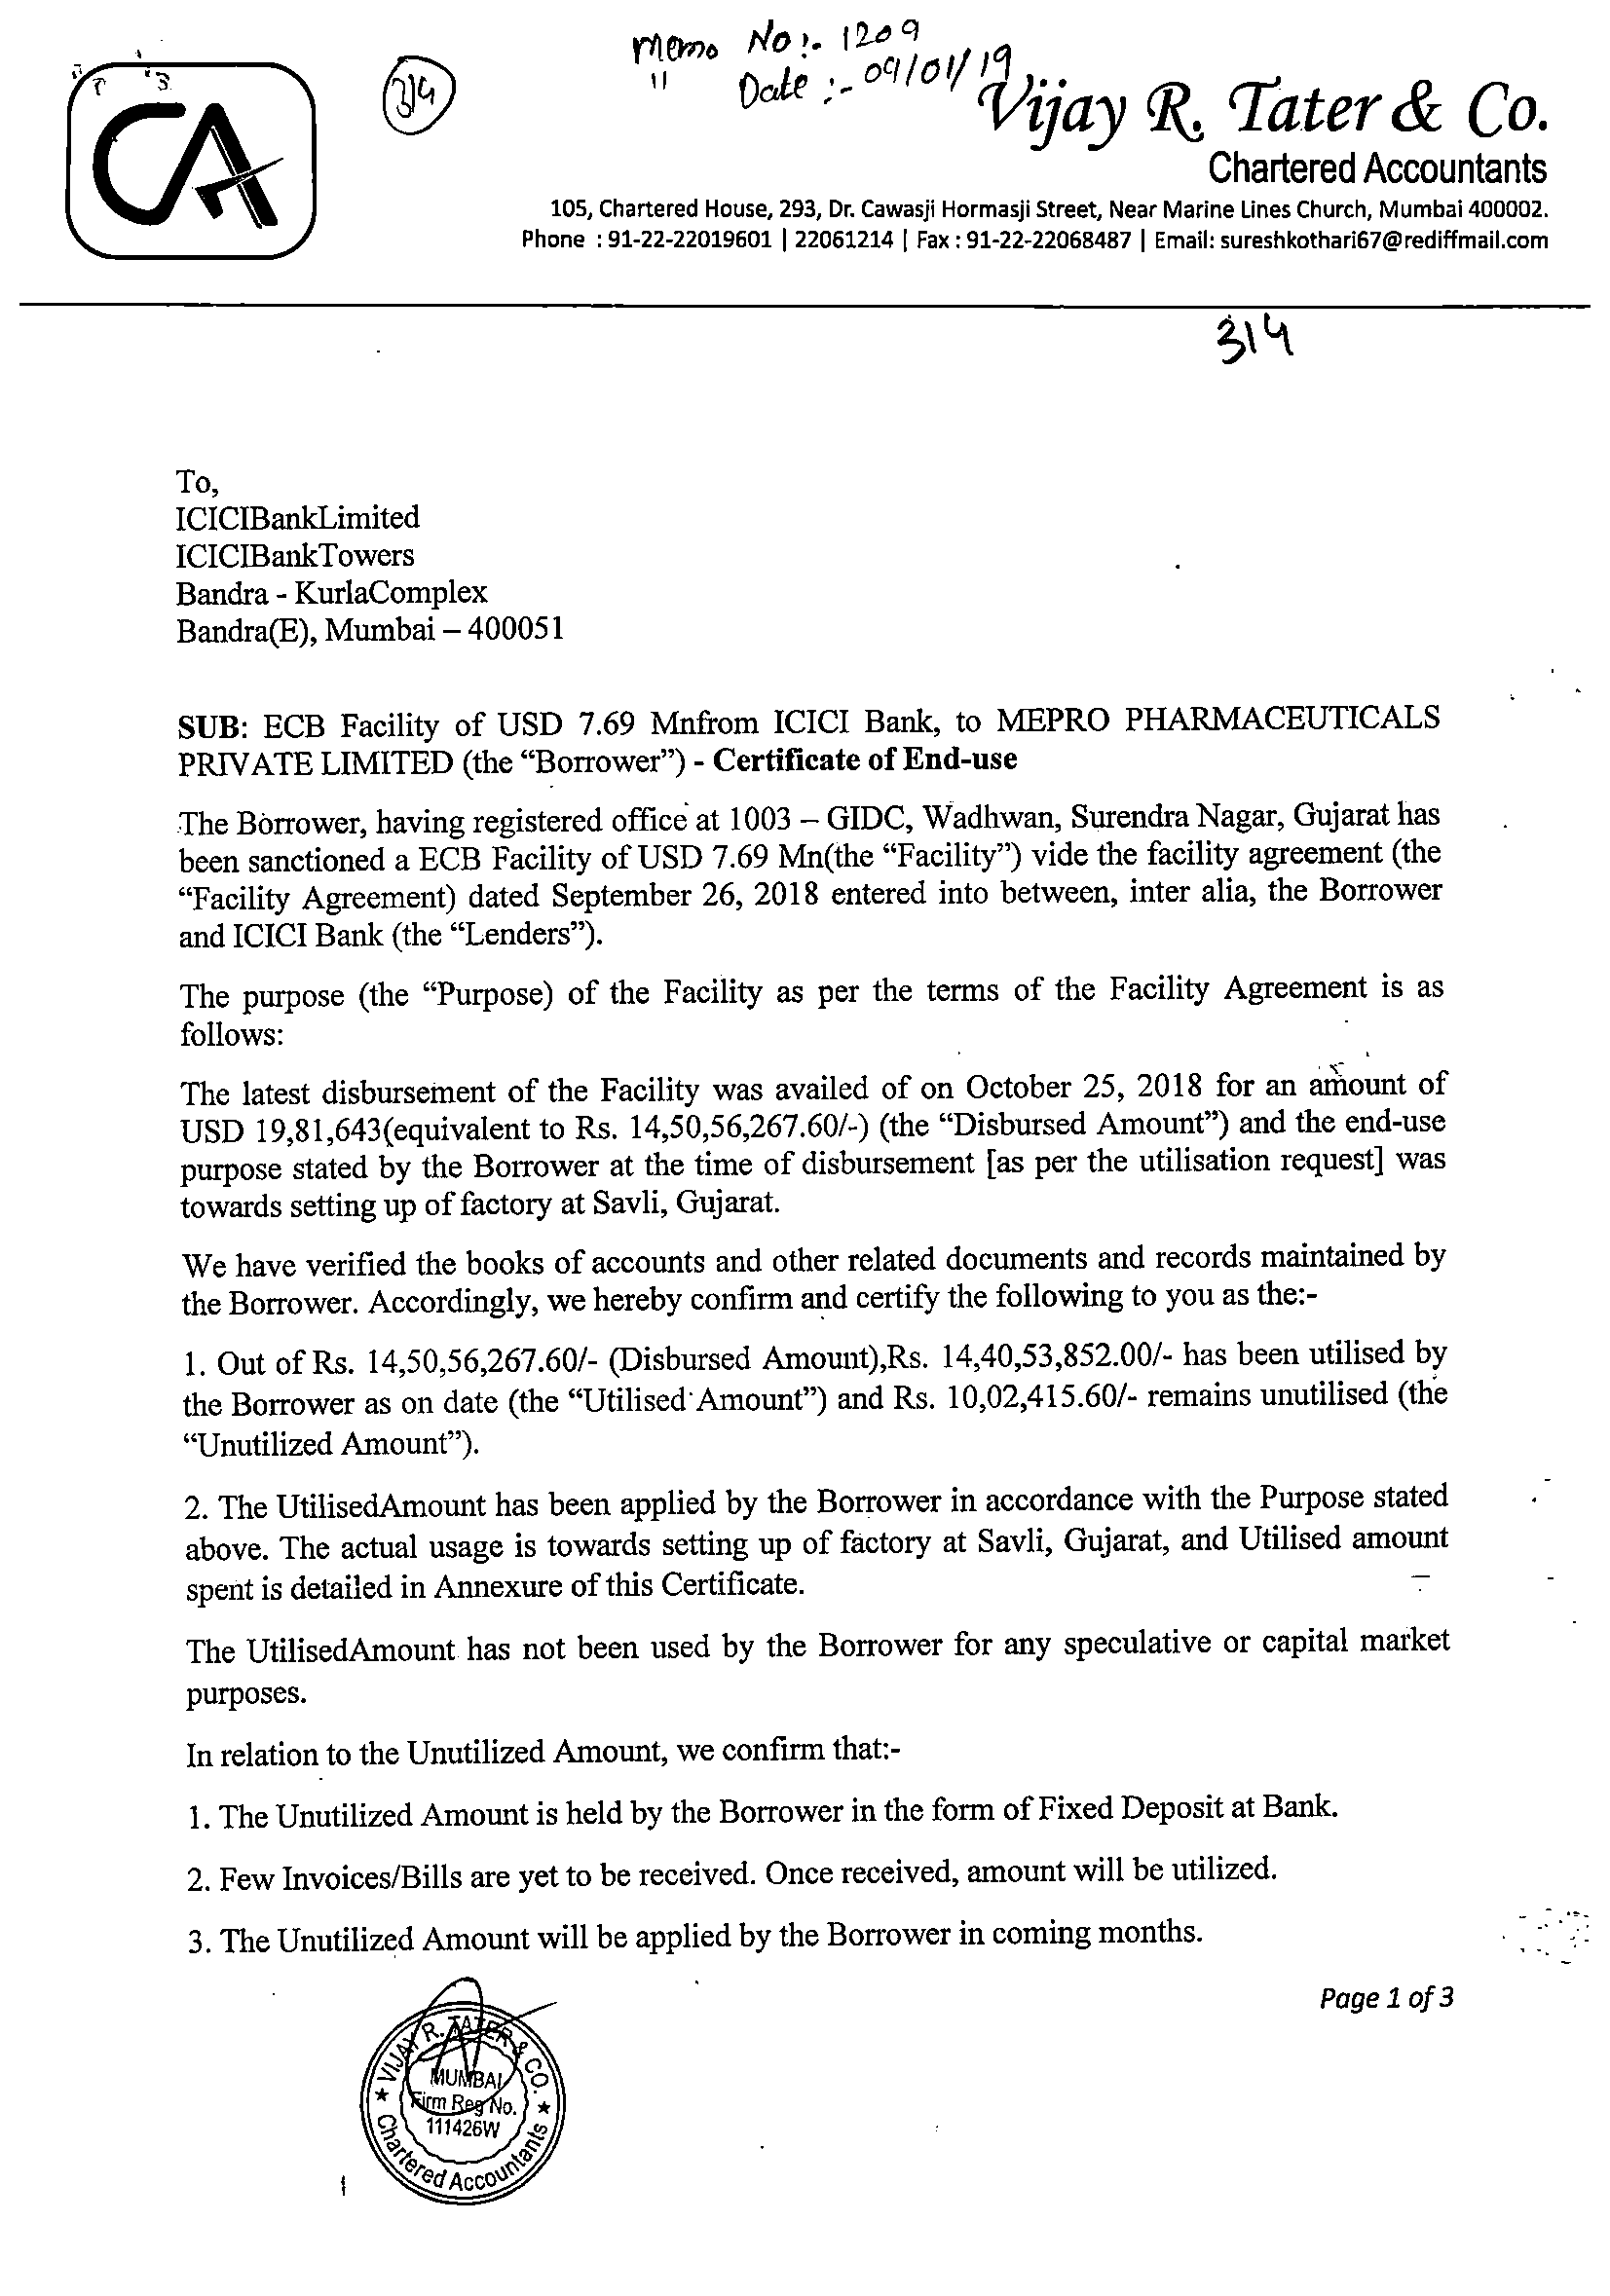 Memo No :- 1209
" Date :- 09/01/19
314
CA
Vijay R. Tater & Co.
Chartered Accountants
105, Chartered House, 293, Dr. Cawasji Hormasji Street, Near Marine Lines Church, Mumbai 400002.
Phone : 91-22-22019601 | 22061214 | Fax : 91-22-22068487 | Email: sureshkothari67@rediffmail.com
314
To,
ICICIBankLimited
ICICIBankTowers
Bandra - KurlaComplex
Bandra(E), Mumbai – 400051
SUB: ECB Facility of USD 7.69 Mnfrom ICICI Bank, to MEPRO PHARMACEUTICALS
PRIVATE LIMITED (the “Borrower”) - Certificate of End-use
The Borrower, having registered office at 1003 – GIDC, Wadhwan, Surendra Nagar, Gujarat has
been sanctioned a ECB Facility of USD 7.69 Mn(the “Facility”) vide the facility agreement (the
“Facility Agreement) dated September 26, 2018 entered into between, inter alia, the Borrower
and ICICI Bank (the “Lenders”).
The purpose (the “Purpose) of the Facility as per the terms of the Facility Agreement is as
follows:
The latest disbursement of the Facility was availed of on October 25, 2018 for an amount of
USD 19,81,643(equivalent to Rs. 14,50,56,267.60/-) (the “Disbursed Amount”) and the end-use
purpose stated by the Borrower at the time of disbursement [as per the utilisation request] was
towards setting up of factory at Savli, Gujarat.
We have verified the books of accounts and other related documents and records maintained by
the Borrower. Accordingly, we hereby confirm and certify the following to you as the:-
1. Out of Rs. 14,50,56,267.60/- (Disbursed Amount),Rs. 14,40,53,852.00/- has been utilised by
the Borrower as on date (the “Utilised Amount”) and Rs. 10,02,415.60/- remains unutilised (the
“Unutilized Amount”).
2. The UtilisedAmount has been applied by the Borrower in accordance with the Purpose stated
above. The actual usage is towards setting up of factory at Savli, Gujarat, and Utilised amount
spent is detailed in Annexure of this Certificate.
The UtilisedAmount has not been used by the Borrower for any speculative or capital market
purposes.
In relation to the Unutilized Amount, we confirm that:-
1. The Unutilized Amount is held by the Borrower in the form of Fixed Deposit at Bank.
2. Few Invoices/Bills are yet to be received. Once received, amount will be utilized.
3. The Unutilized Amount will be applied by the Borrower in coming months.
Page 1 of 3
VIJAY R. TATER & CO.
MUMBAI
Firm Reg No.
111426W
Chartered Accountants